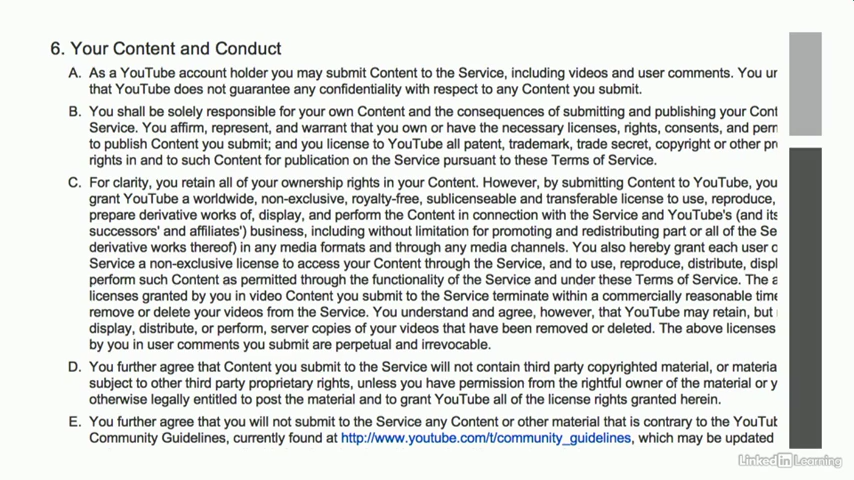 6. Your Content and Conduct
A. As a YouTube account holder you may submit Content to the Service, including videos and user comments. You ur
that YouTube does not guarantee any confidentiality with respect to any Content you submit.
B. You shall be solely responsible for your own Content and the consequences of submitting and publishing your Cont
Service. You affirm, represent, and warrant that you own or have the necessary licenses, rights, consents, and perm
to publish Content you submit; and you license to YouTube all patent, trademark, trade secret, copyright or other pr
rights in and to such Content for publication on the Service pursuant to these Terms of Service.
C. For clarity, you retain all of your ownership rights in your Content. However, by submitting Content to YouTube, you
grant YouTube a worldwide, non-exclusive, royalty-free, sublicenseable and transferable license to use, reproduce,
prepare derivative works of, display, and perform the Content in connection with the Service and YouTube's (and its
successors' and affiliates') business, including without limitation for promoting and redistributing part or all of the Se
derivative works thereof) in any media formats and through any media channels. You also hereby grant each user o
Service a non-exclusive license to access your Content through the Service, and to use, reproduce, distribute, displ
perform such Content as permitted through the functionality of the Service and under these Terms of Service. The a
licenses granted by you in video Content you submit to the Service terminate within a commercially reasonable time
remove or delete your videos from the Service. You understand and agree, however, that YouTube may retain, but
display, distribute, or perform, server copies of your videos that have been removed or deleted. The above licenses
by you in user comments you submit are perpetual and irrevocable.
D. You further agree that Content you submit to the Service will not contain third party copyrighted material, or materia
subject to other third party proprietary rights, unless you have permission from the rightful owner of the material or y
otherwise legally entitled to post the material and to grant YouTube all of the license rights granted herein.
E. You further agree that you will not submit to the Service any Content or other material that is contrary to the YouTub
Community Guidelines, currently found at http://www.youtube.com/t/community_guidelines, which may be updated
Linked in Learning